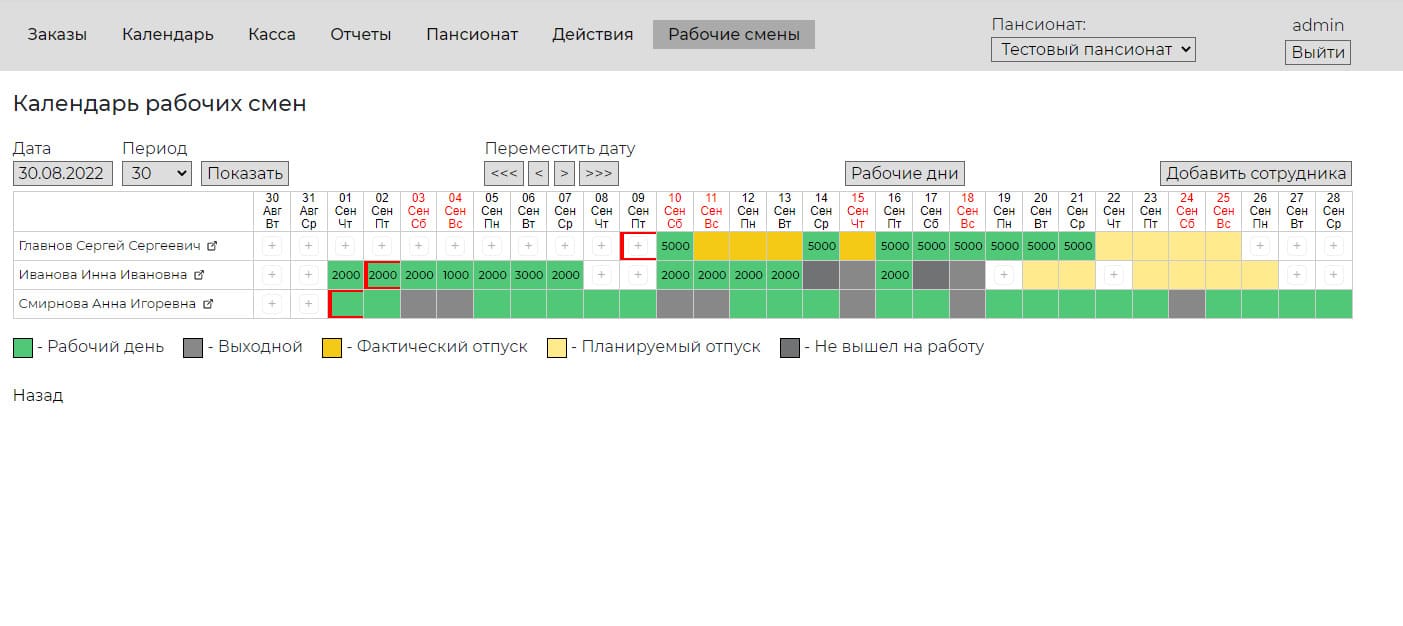 Заказы Календарь Касса Отчеты Пансионат Действия Рабочие смены Пансионат: admin
Тестовый пансионат Выйти
Календарь рабочих смен
Дата Период Переместить дату
30.08.2022 30 Показать <<< < > >>> Рабочие дни Добавить сотрудника
30 31 01 02 03 04 05 06 07 08 09 10 11 12 13 14 15 16 17 18 19 20 21 22 23 24 25 26 27 28
Авг Авг Сен Сен Сен Сен Сен Сен Сен Сен Сен Сен Сен Сен Сен Сен Сен Сен Сен Сен Сен Сен Сен Сен Сен Сен Сен Сен Сен Сен
Вт Ср Чт Пт Сб Вс Пн Вт Ср Чт Пт Сб Вс Пн Вт Ср Чт Пт Сб Вс Пн Вт Ср Чт Пт Сб Вс Пн Вт Ср
Главнов Сергей Сергеевич + + + + + + + + + + + 5000 5000 5000 5000 5000 5000 5000 5000 + + +
Иванова Инна Ивановна + + 2000 2000 2000 1000 2000 3000 2000 + + 2000 2000 2000 2000 2000 + + + +
Смирнова Анна Игоревна + +
- Рабочий день - Выходной - Фактический отпуск - Планируемый отпуск - Не вышел на работу
Назад